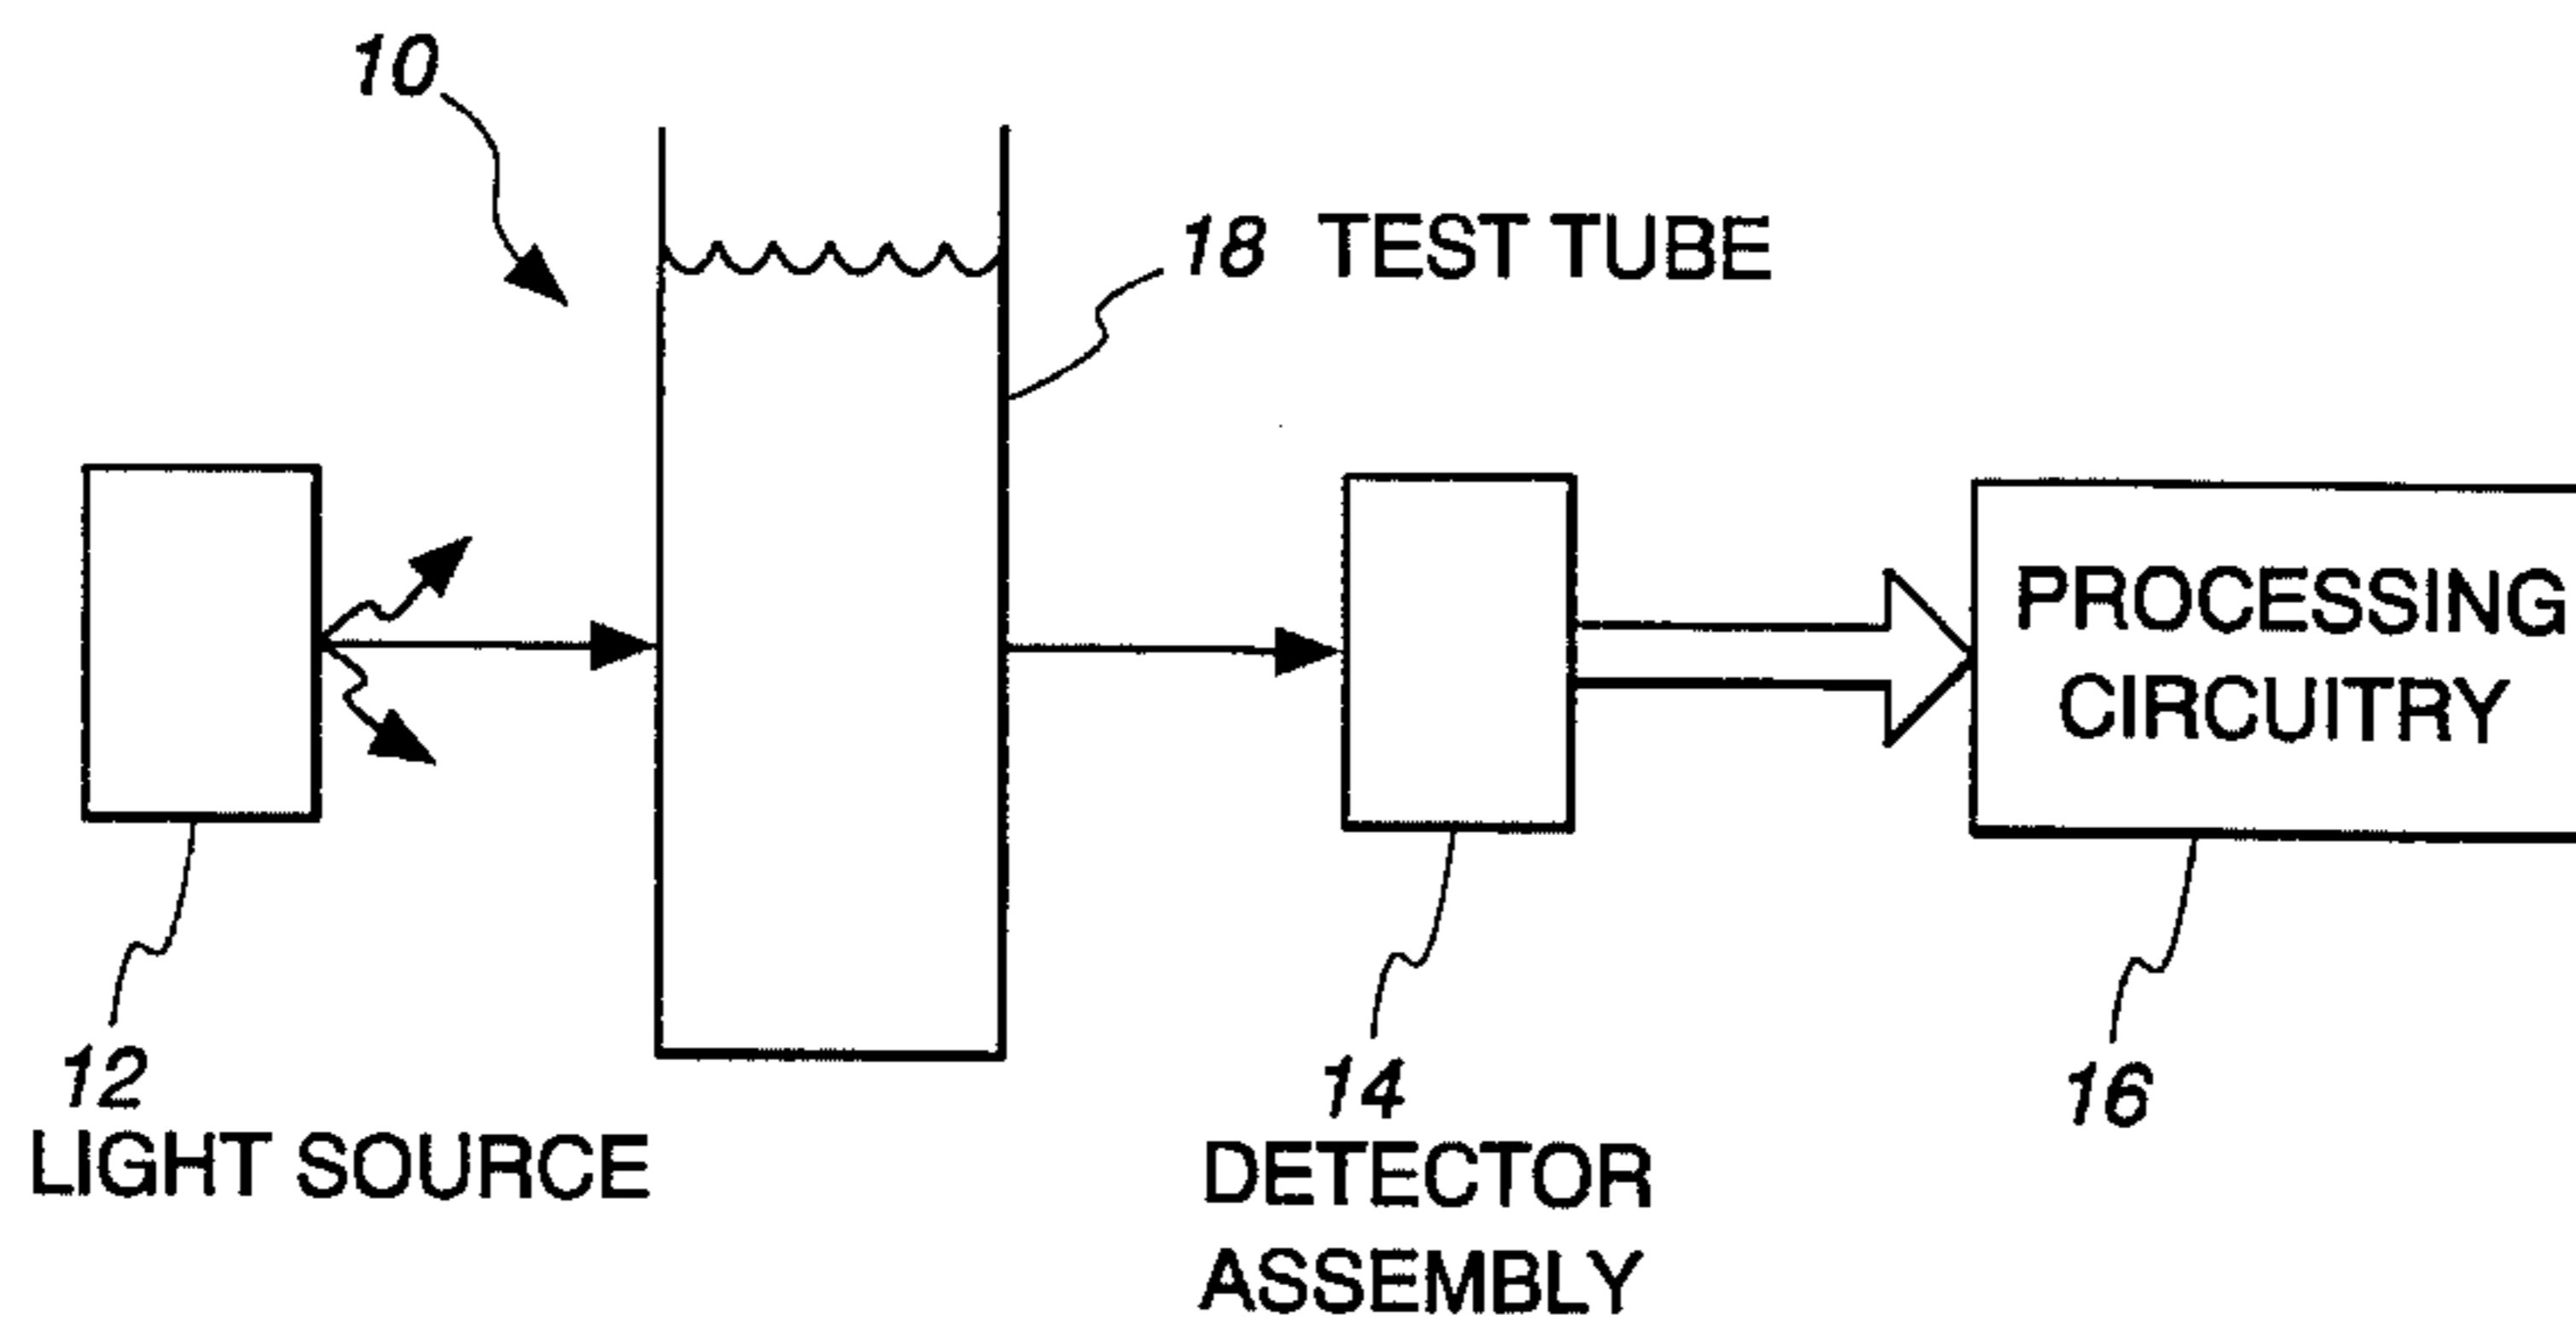 10
18 TEST TUBE
PROCESSING
CIRCUITRY
12
LIGHT SOURCE
14
DETECTOR
ASSEMBLY
16